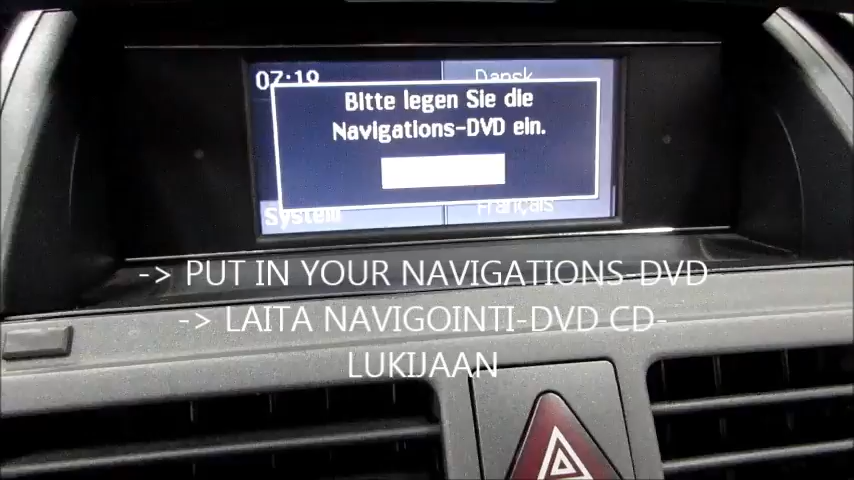 07:19
Dansk
Bitte legen Sie die
Navigations-DVD ein.
System
Français
-> PUT IN YOUR NAVIGATIONS-DVD
-> LAITA NAVIGOINTI-DVD CD-
LUKIJAAN